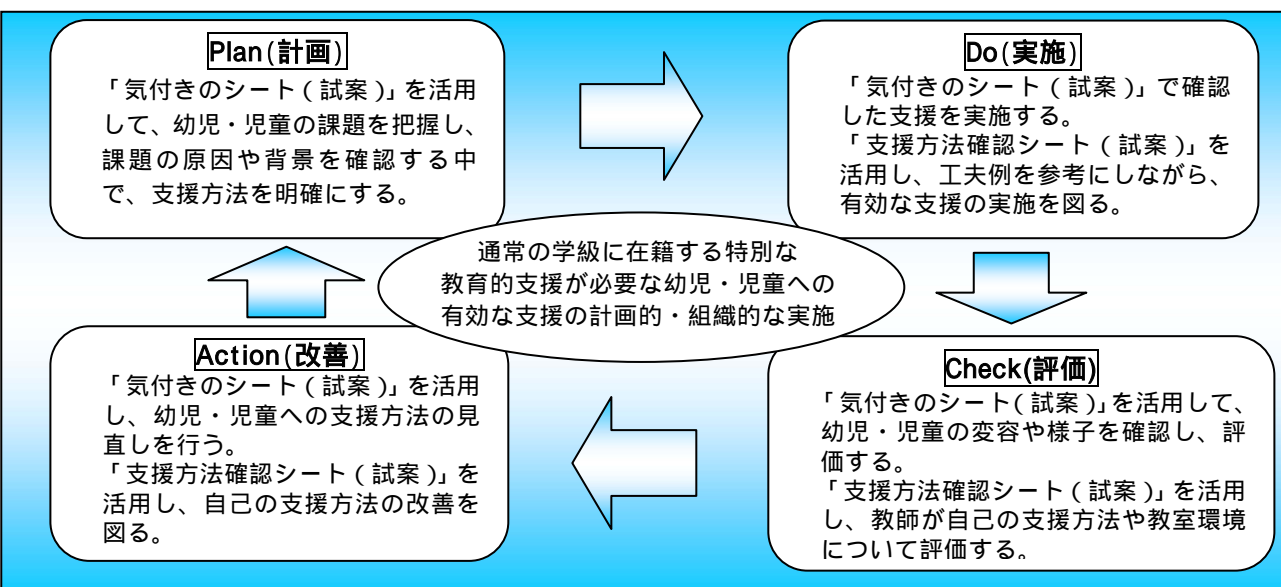 Plan(計画)
「気付きのシート(試案)」を活用
して、幼児・児童の課題を把握し、
課題の原因や背景を確認する中
で、支援方法を明確にする。
Do(実施)
「気付きのシート(試案)」で確認
した支援を実施する。
「支援方法確認シート(試案)」を
活用し、工夫例を参考にしながら、
有効な支援の実施を図る。
通常の学級に在籍する特別な
教育的支援が必要な幼児・児童への
有効な支援の計画的・組織的な実施
Action(改善)
「気付きのシート(試案)」を活用
し、幼児・児童への支援方法の見
直しを行う。
「支援方法確認シート(試案)」を
活用し、自己の支援方法の改善を
図る。
Check(評価)
「気付きのシート(試案)」を活用して、
幼児・児童の変容や様子を確認し、評
価する。
「支援方法確認シート(試案)」を活用
し、教師が自己の支援方法や教室環境
について評価する。